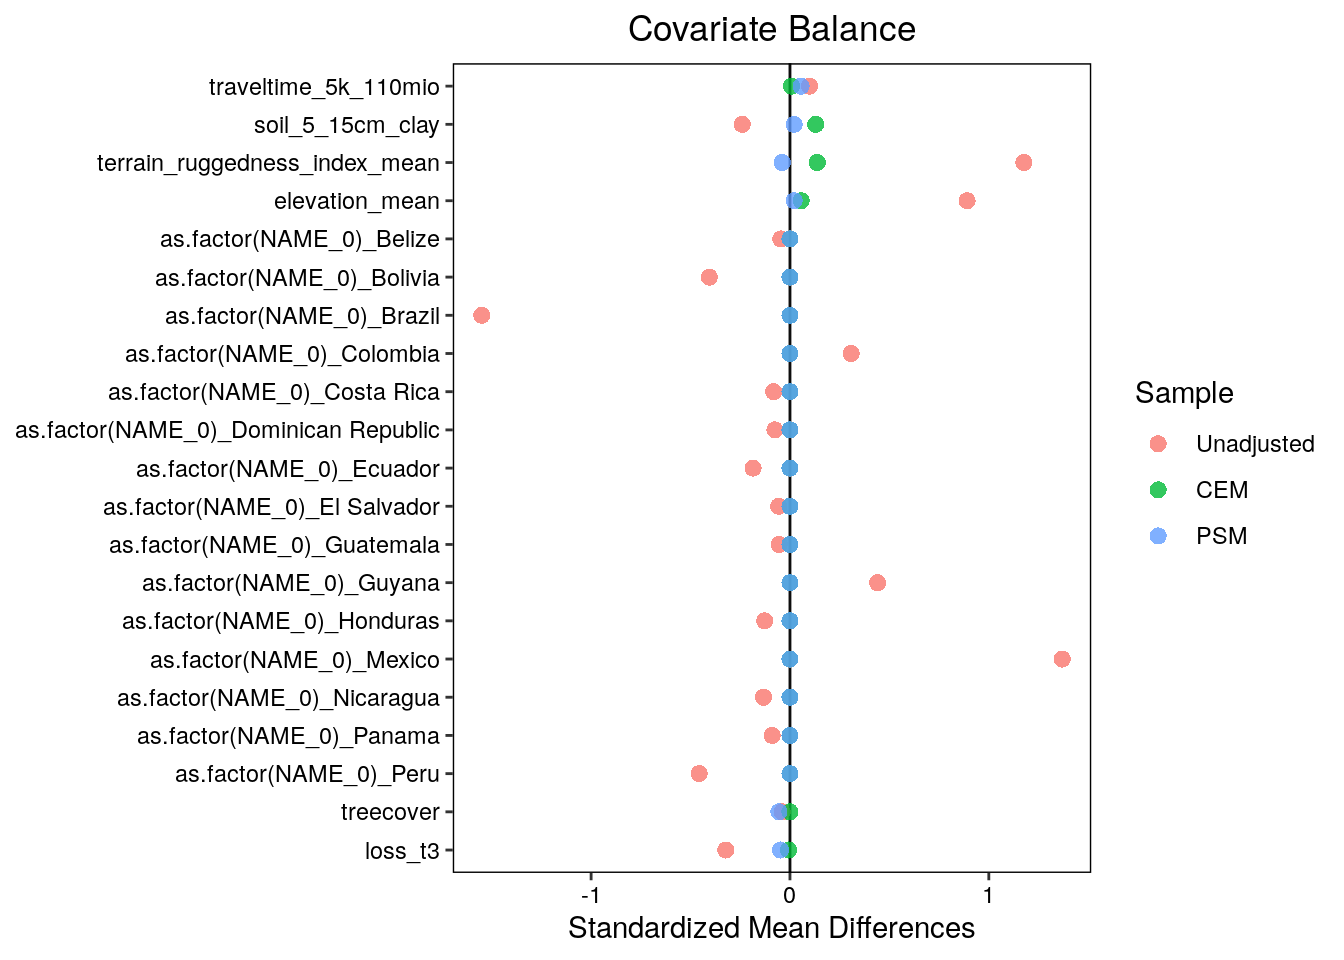 Covariate Balance
traveltime_5k_110mio
soil_5_15cm_clay
terrain_ruggedness_index_mean
elevation_mean
as.factor(NAME_0)_Belize
as.factor(NAME_0)_Bolivia
as.factor(NAME_0)_Brazil
as.factor(NAME_0)_Colombia
as.factor(NAME_0)_Costa Rica
as.factor(NAME_0)_Dominican Republic
as.factor(NAME_0)_Ecuador
as.factor(NAME_0)_El Salvador
as.factor(NAME_0)_Guatemala
as.factor(NAME_0)_Guyana
as.factor(NAME_0)_Honduras
as.factor(NAME_0)_Mexico
as.factor(NAME_0)_Nicaragua
as.factor(NAME_0)_Panama
as.factor(NAME_0)_Peru
treecover
loss_t3
-1 0 1
Standardized Mean Differences
Sample
Unadjusted
CEM
PSM